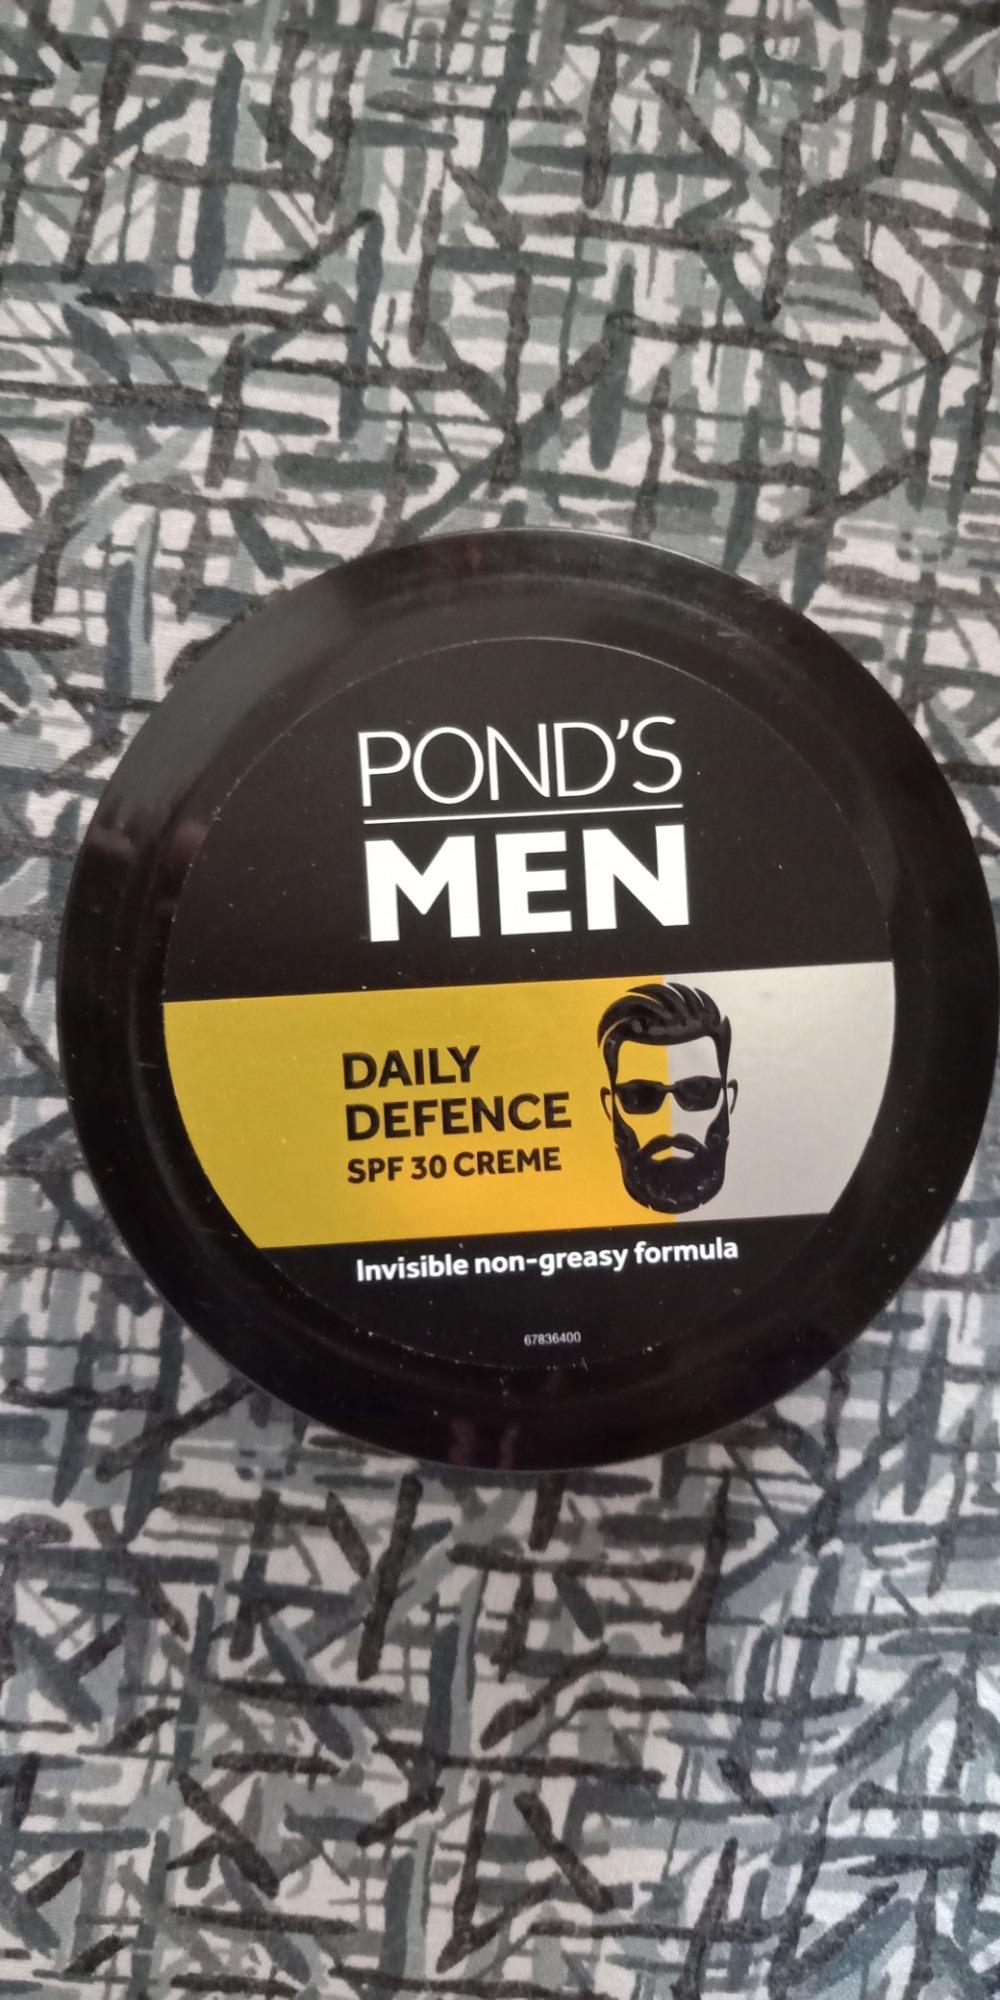 POND'S
MEN
DAILY
DEFENCE
SPF 30 CREME
Invisible non-greasy formula
67836400